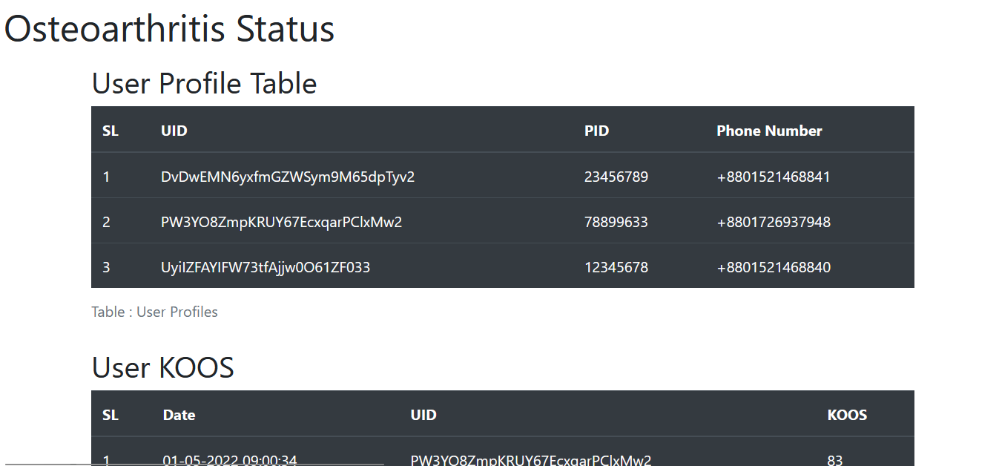 Osteoarthritis Status
User Profile Table
SL UID PID Phone Number
1 DvDwEMN6yxfmGZWSym9M65dpTyv2 23456789 +8801521468841
2 PW3YO8ZmpKRUY67EcxqarPClxMw2 78899633 +8801726937948
3 UyiIZFAYIFW73tfAjjw0O61ZF033 12345678 +8801521468840
Table : User Profiles
User KOOS
SL Date UID KOOS
1 01-05-2022 09:00:34 PW3YO8ZmpKRUY67EcxqarPClxMw2 83